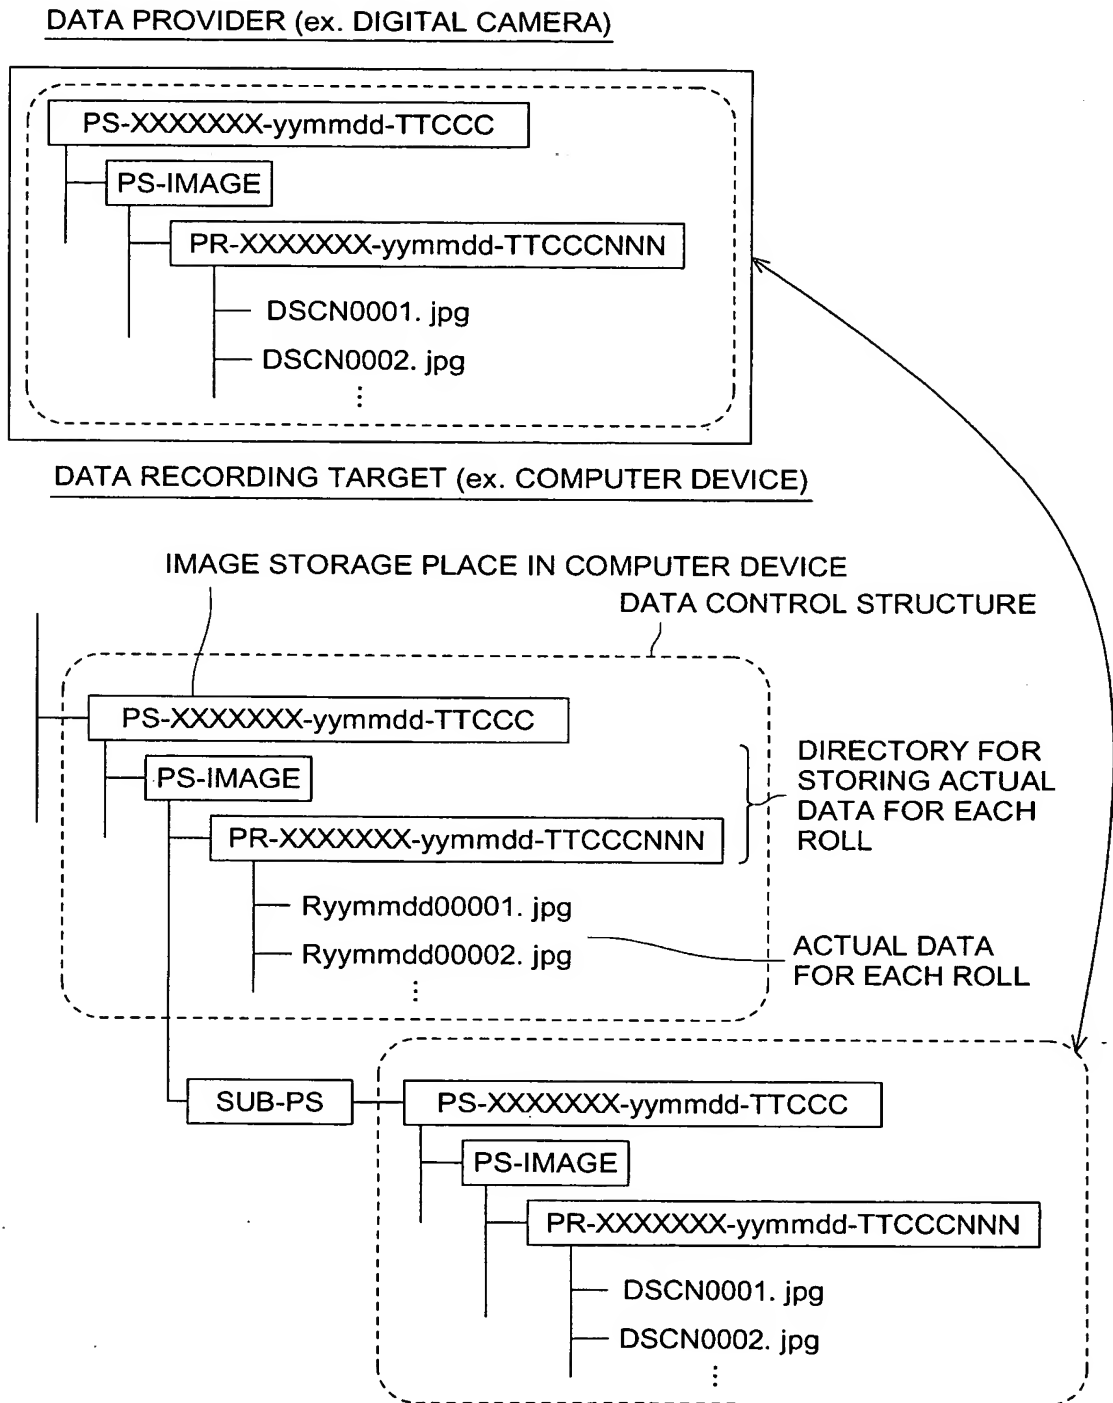 DATA PROVIDER (ex. DIGITAL CAMERA)
PS-XXXXXXX-yymmdd-TTCCC
PS-IMAGE
PR-XXXXXXX-yymmdd-TTCCCNNN
DSCN0001. jpg
DSCN0002. jpg
⋮
DATA RECORDING TARGET (ex. COMPUTER DEVICE)
IMAGE STORAGE PLACE IN COMPUTER DEVICE
DATA CONTROL STRUCTURE
PS-XXXXXXX-yymmdd-TTCCC
PS-IMAGE
PR-XXXXXXX-yymmdd-TTCCCNNN
DIRECTORY FOR
STORING ACTUAL
DATA FOR EACH
ROLL
Ryymmdd00001. jpg
Ryymmdd00002. jpg
⋮
ACTUAL DATA
FOR EACH ROLL
SUB-PS
PS-XXXXXXX-yymmdd-TTCCC
PS-IMAGE
PR-XXXXXXX-yymmdd-TTCCCNNN
DSCN0001. jpg
DSCN0002. jpg
⋮